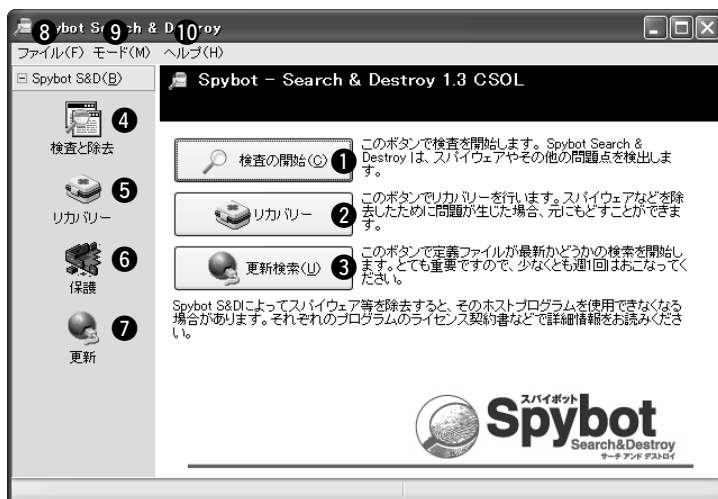 Spybot Search & Destroy
8 9 10
ファイル(F) モード(M) ヘルプ(H)
Spybot S&D(B)
検査と除去 4
リカバリー 5
保護 6
更新 7
Spybot - Search & Destroy 1.3 CSOL
検査の開始(C) 1
このボタンで検査を開始します。Spybot Search &
Destroy は、スパイウェアやその他の問題点を検出しま
す。
リカバリー 2
このボタンでリカバリーを行います。スパイウェアなどを除
去したために問題が生じた場合、元にもどすことができま
す。
更新検索(U) 3
このボタンで定義ファイルが最新かどうかの検索を開始し
ます。とても重要ですので、少なくとも週1回はおこなってく
ださい。
Spybot S&Dによってスパイウェア等を除去すると、そのホストプログラムを使用できなくなる
場合があります。それぞれのプログラムのライセンス契約書などで詳細情報をお読みくださ
い。
スパイボット
Spybot
Search&Destroy
サーチ アンド デストロイ